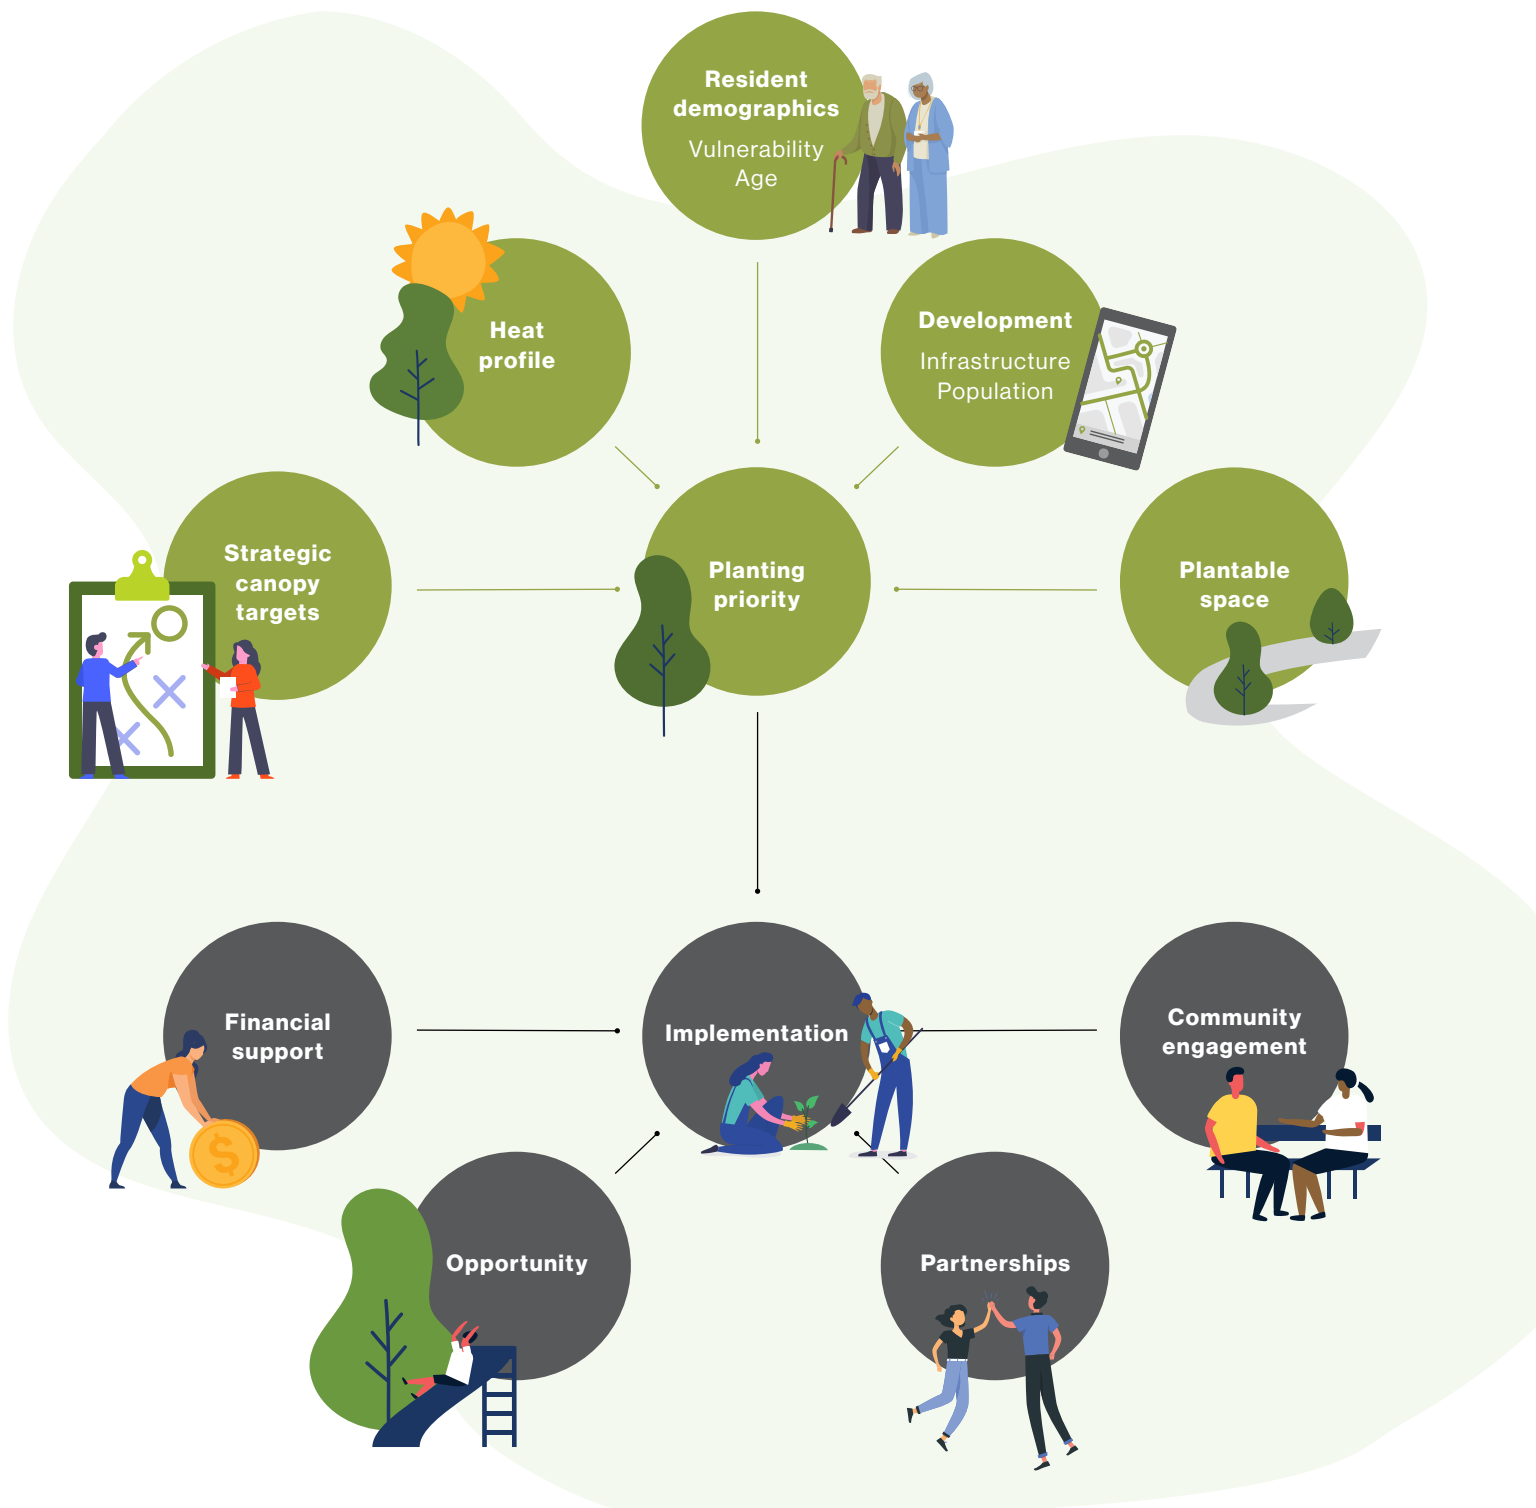 Resident
demographics
Vulnerability
Age
Heat
profile
Development
Infrastructure
Population
Strategic
canopy
targets
Planting
priority
Plantable
space
Financial
support
Implementation
Community
engagement
Opportunity
Partnerships
$